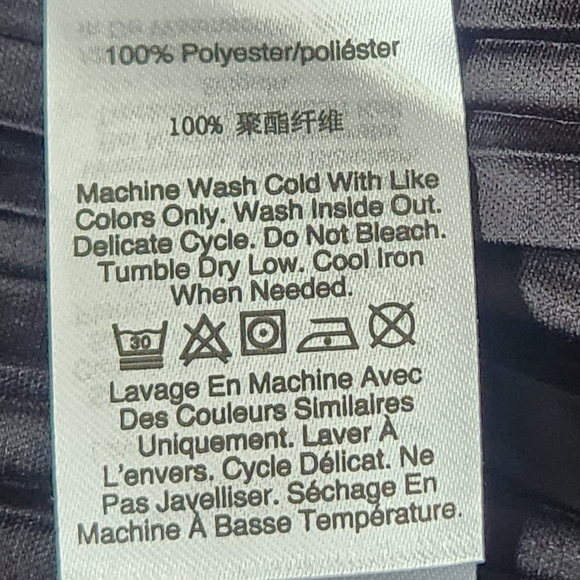 100% Polyester/poliéster
100% 聚酯纤维
Machine Wash Cold With Like
Colors Only. Wash Inside Out.
Delicate Cycle. Do Not Bleach.
Tumble Dry Low. Cool Iron
When Needed.
30
Lavage En Machine Avec
Des Couleurs Similaires
Uniquement. Laver À
L'envers, Cycle Délicat. Ne
Pas Javelliser. Séchage En
Machine À Basse Température.